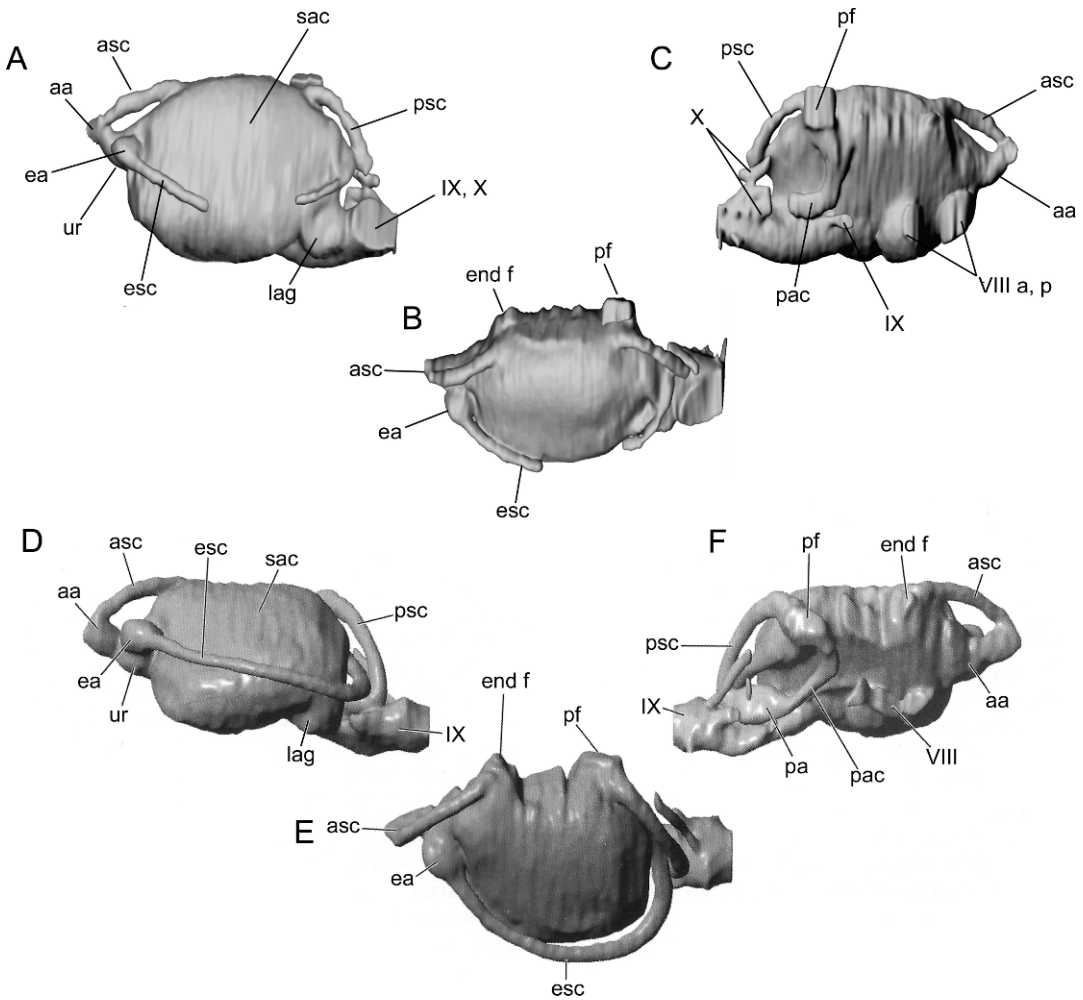 A
asc
sac
aa
psc
ea
ur
esc
lag
IX, X
C
pf
psc
asc
X
aa
pac
IX
VIII a, p
B
end f
pf
asc
ea
esc
D
asc
esc
sac
aa
psc
ea
ur
lag
IX
F
pf
end f
asc
psc
IX
aa
pa
pac
VIII
E
end f
pf
asc
ea
esc